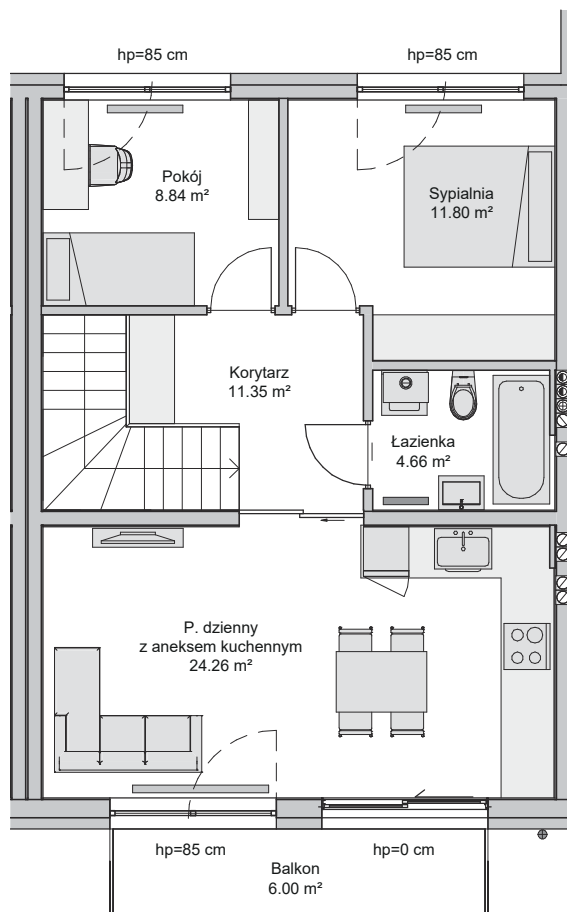 hp=85 cm
hp=85 cm
Pokój
8.84 m²
Sypialnia
11.80 m²
Korytarz
11.35 m²
Łazienka
4.66 m²
P. dzienny
z aneksem kuchennym
24.26 m²
hp=85 cm
hp=0 cm
Balkon
6.00 m²